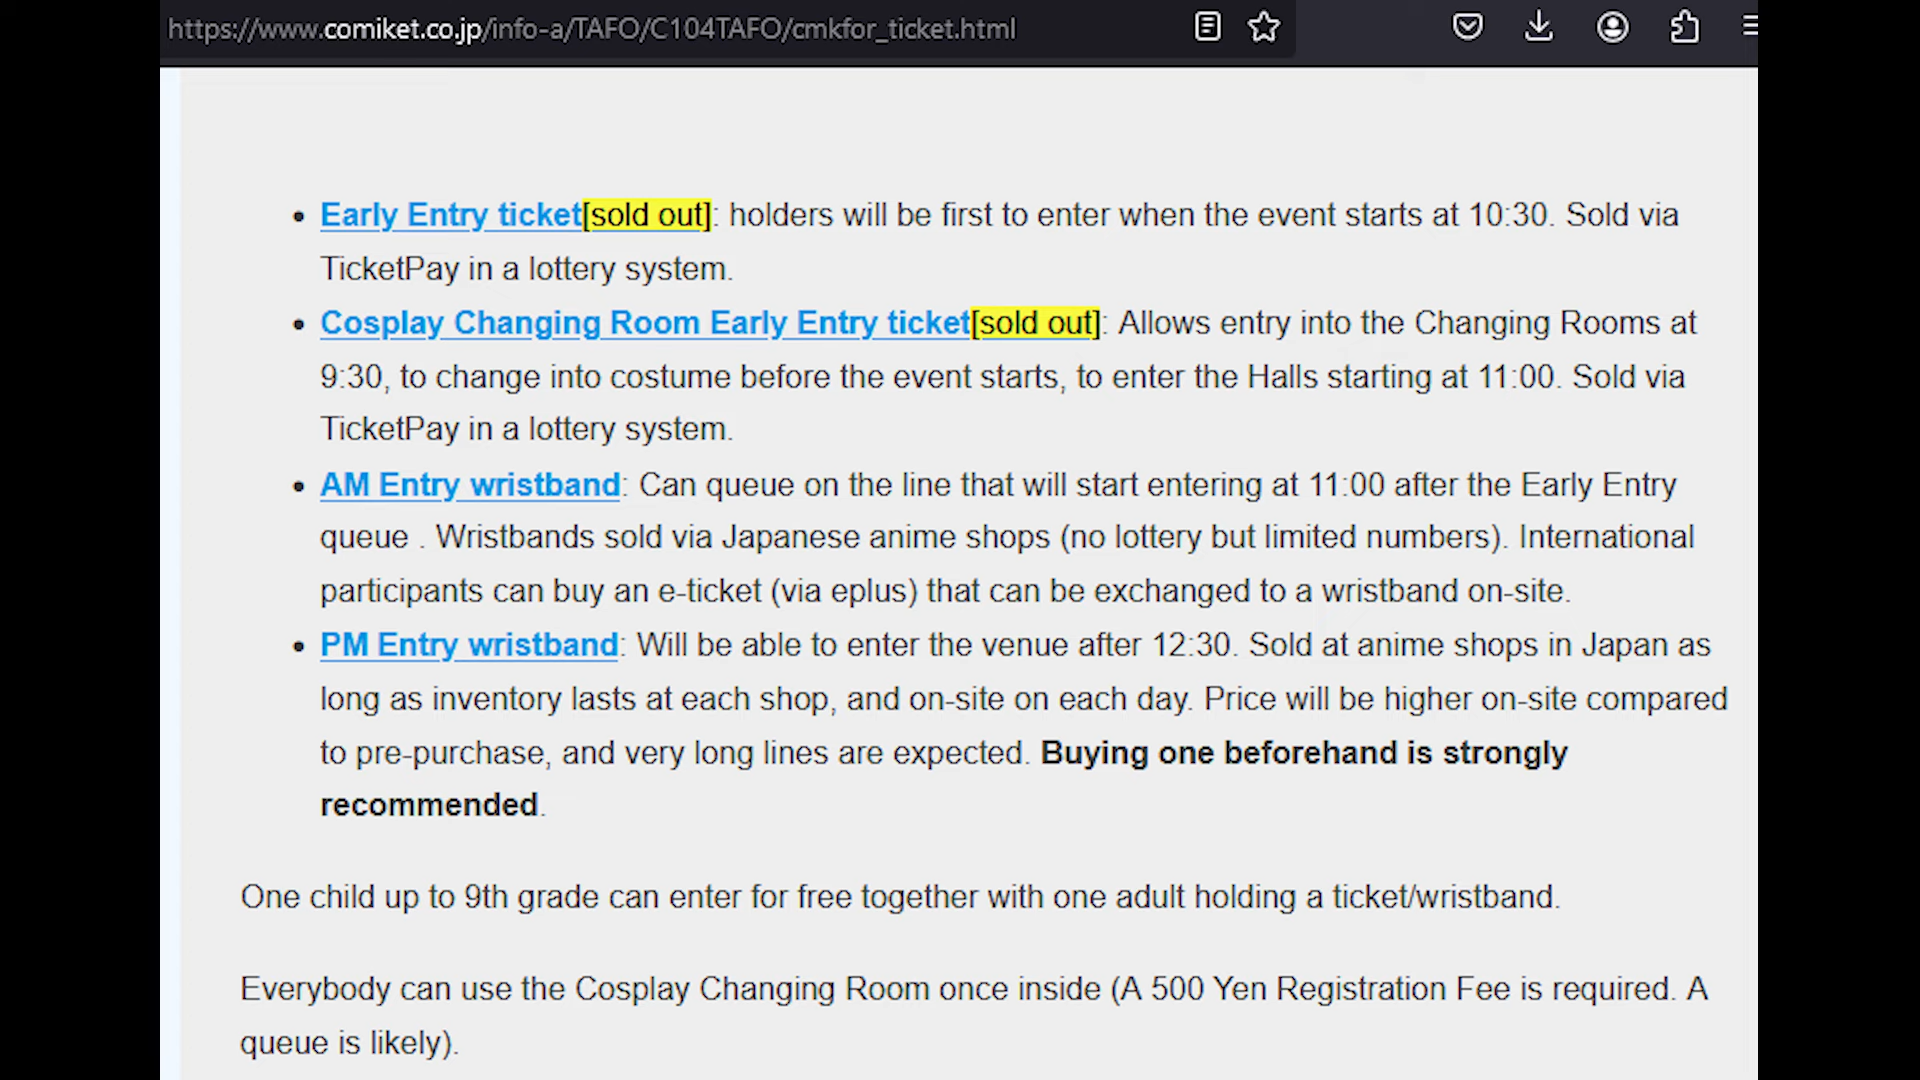 https://www.comiket.co.jp/info-a/TAFO/C104TAFO/cmkfor_ticket.html
Early Entry ticket[sold out]: holders will be first to enter when the event starts at 10:30. Sold via
TicketPay in a lottery system.
Cosplay Changing Room Early Entry ticket[sold out]: Allows entry into the Changing Rooms at
9:30, to change into costume before the event starts, to enter the Halls starting at 11:00. Sold via
TicketPay in a lottery system.
AM Entry wristband: Can queue on the line that will start entering at 11:00 after the Early Entry
queue . Wristbands sold via Japanese anime shops (no lottery but limited numbers). International
participants can buy an e-ticket (via eplus) that can be exchanged to a wristband on-site.
PM Entry wristband: Will be able to enter the venue after 12:30. Sold at anime shops in Japan as
long as inventory lasts at each shop, and on-site on each day. Price will be higher on-site compared
to pre-purchase, and very long lines are expected. Buying one beforehand is strongly
recommended.
One child up to 9th grade can enter for free together with one adult holding a ticket/wristband.
Everybody can use the Cosplay Changing Room once inside (A 500 Yen Registration Fee is required. A
queue is likely).